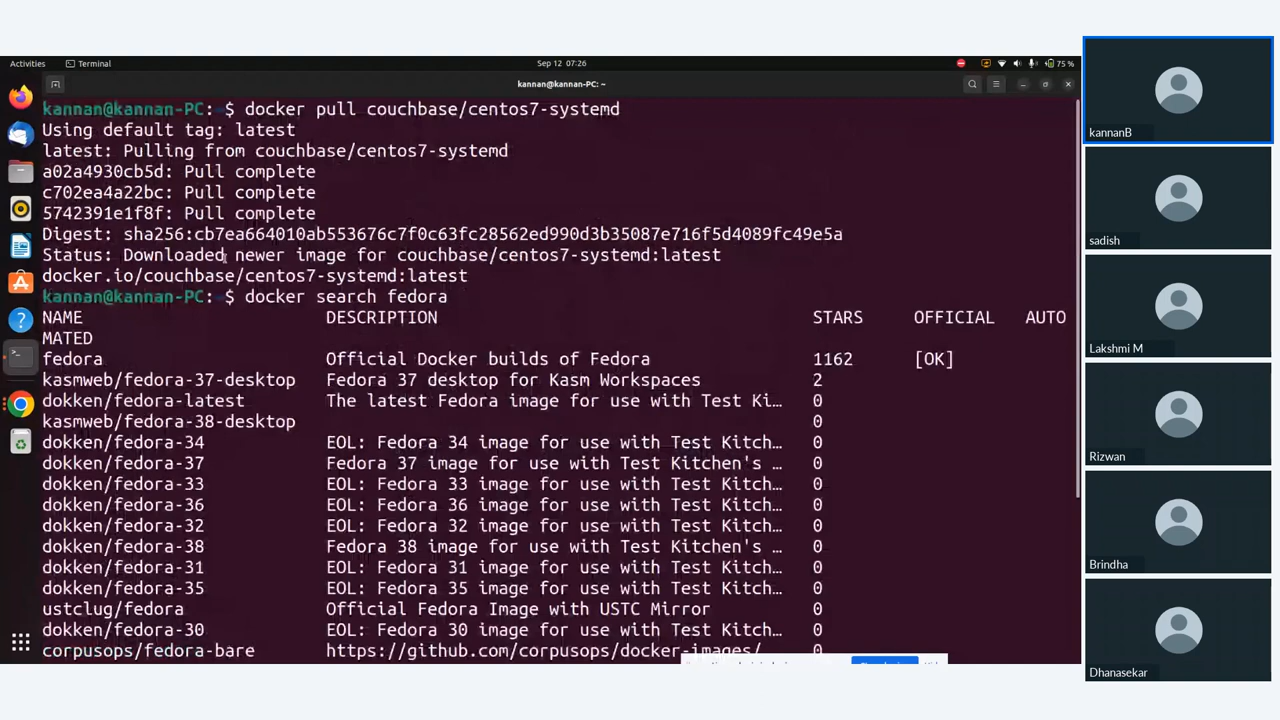 Activities
Terminal
Sep 12 07:26
75 %
kannan@kannan-PC: ~
kannan@kannan-PC:~$ docker pull couchbase/centos7-systemd
Using default tag: latest
latest: Pulling from couchbase/centos7-systemd
a02a4930cb5d: Pull complete
c702ea4a22bc: Pull complete
5742391e1f8f: Pull complete
Digest: sha256:cb7ea664010ab553676c7f0c63fc28562ed990d3b35087e716f5d4089fc49e5a
Status: Downloaded newer image for couchbase/centos7-systemd:latest
docker.io/couchbase/centos7-systemd:latest
kannan@kannan-PC:~$ docker search fedora
NAME DESCRIPTION STARS OFFICIAL AUTO
MATED
fedora Official Docker builds of Fedora 1162 [OK]
kasmweb/fedora-37-desktop Fedora 37 desktop for Kasm Workspaces 2
dokken/fedora-latest The latest Fedora image for use with Test Ki… 0
kasmweb/fedora-38-desktop 0
dokken/fedora-34 EOL: Fedora 34 image for use with Test Kitch… 0
dokken/fedora-37 Fedora 37 image for use with Test Kitchen's … 0
dokken/fedora-33 EOL: Fedora 33 image for use with Test Kitch… 0
dokken/fedora-36 EOL: Fedora 36 image for use with Test Kitch… 0
dokken/fedora-32 EOL: Fedora 32 image for use with Test Kitch… 0
dokken/fedora-38 Fedora 38 image for use with Test Kitchen's … 0
dokken/fedora-31 EOL: Fedora 31 image for use with Test Kitch… 0
dokken/fedora-35 EOL: Fedora 35 image for use with Test Kitch… 0
ustclug/fedora Official Fedora Image with USTC Mirror 0
dokken/fedora-30 EOL: Fedora 30 image for use with Test Kitch… 0
corpusops/fedora-bare https://github.com/corpusops/docker-images/ 0
kannanB
sadish
Lakshmi M
Rizwan
Brindha
Dhanasekar